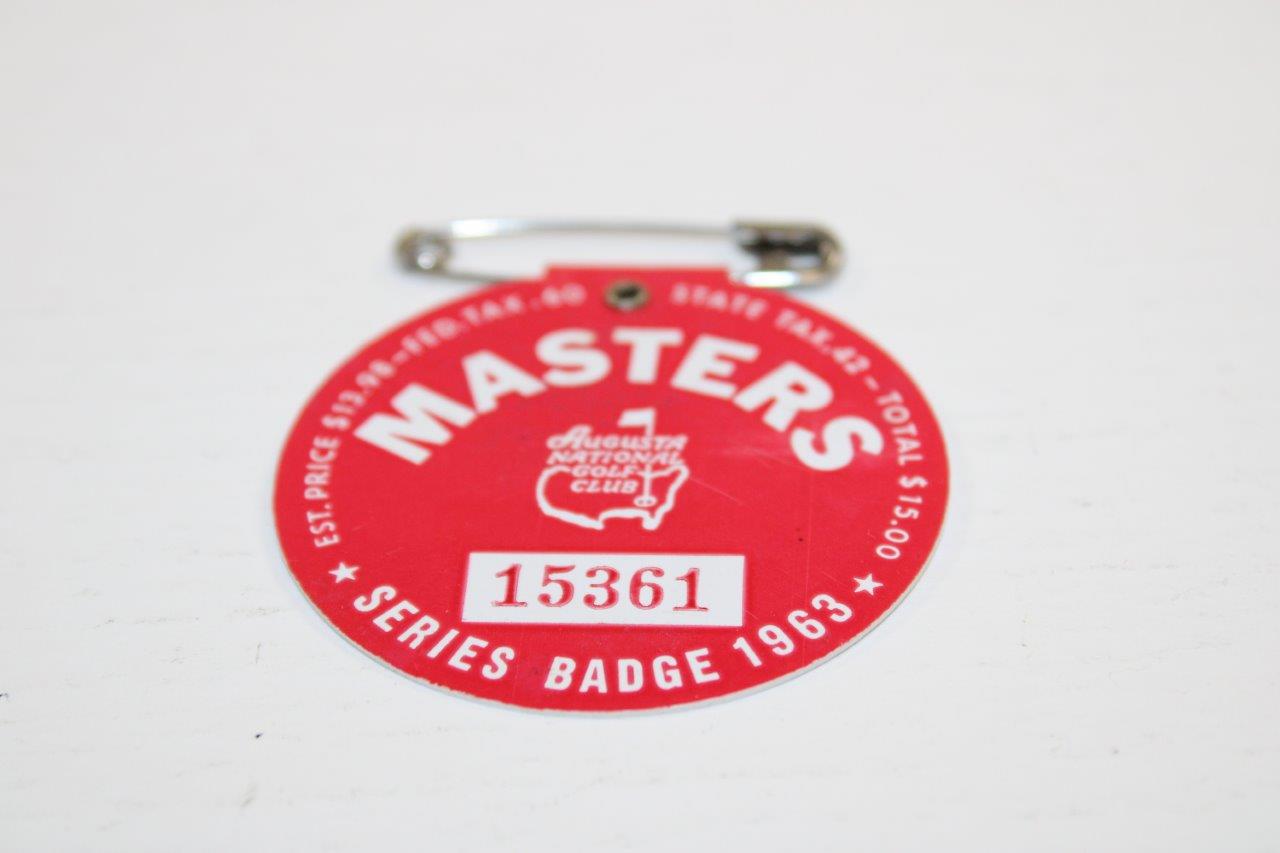 EST. PRICE $13.98 – FED. TAX .60 STATE TAX .42 – TOTAL $15.00
MASTERS
AUGUSTA
NATIONAL
GOLF
CLUB
15361
★ SERIES BADGE 1963 ★